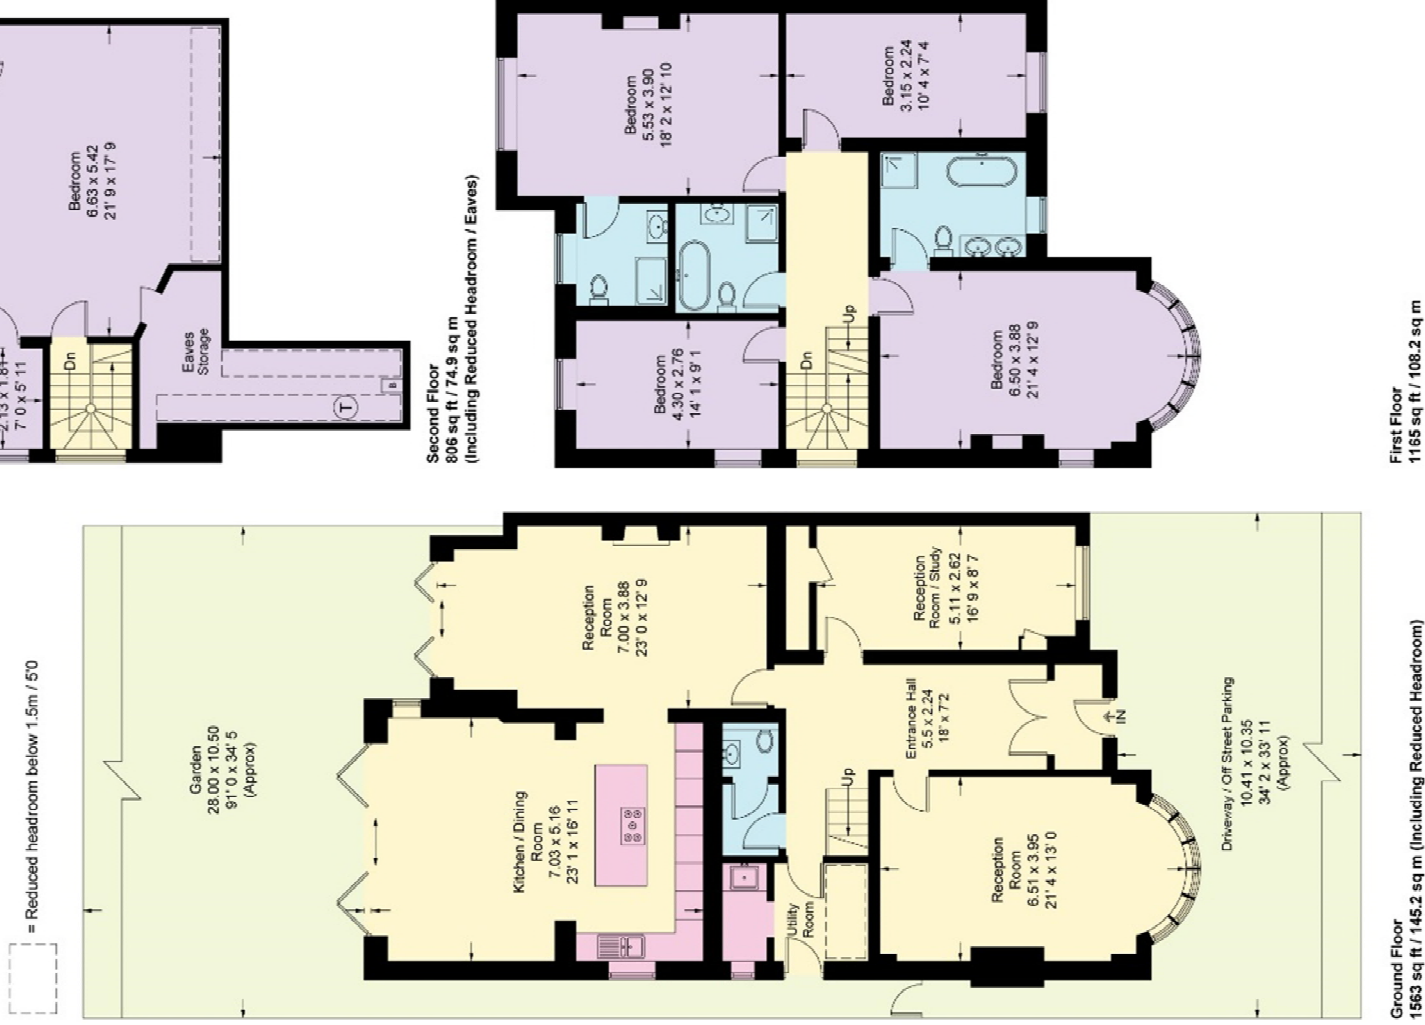 Bedroom
6.63 x 5.42
21' 9 x 17' 9
Dn
7' 0 x 5' 11
Eaves
Storage
T
B
Second Floor
806 sq ft / 74.9 sq m
(Including Reduced Headroom / Eaves)
Bedroom
5.53 x 3.90
18' 2 x 12' 10
Bedroom
3.15 x 2.24
10' 4 x 7' 4
Bedroom
4.30 x 2.76
14' 1 x 9' 1
Dn
Up
Bedroom
6.50 x 3.88
21' 4 x 12' 9
First Floor
1165 sq ft / 108.2 sq m
= Reduced headroom below 1.5m / 5'0
Garden
28.00 x 10.50
91' 0 x 34' 5
(Approx)
Reception
Room
7.00 x 3.88
23' 0 x 12' 9
Reception
Room / Study
5.11 x 2.62
16' 9 x 8' 7
Kitchen / Dining
Room
7.03 x 5.16
23' 1 x 16' 11
Entrance Hall
5.5 x 2.24
18' x 7'2
IN
Up
Utility
Room
Reception
Room
6.51 x 3.95
21' 4 x 13' 0
Driveway / Off Street Parking
10.41 x 10.35
34' 2 x 33' 11
(Approx)
Ground Floor
1563 sq ft / 145.2 sq m (Including Reduced Headroom)